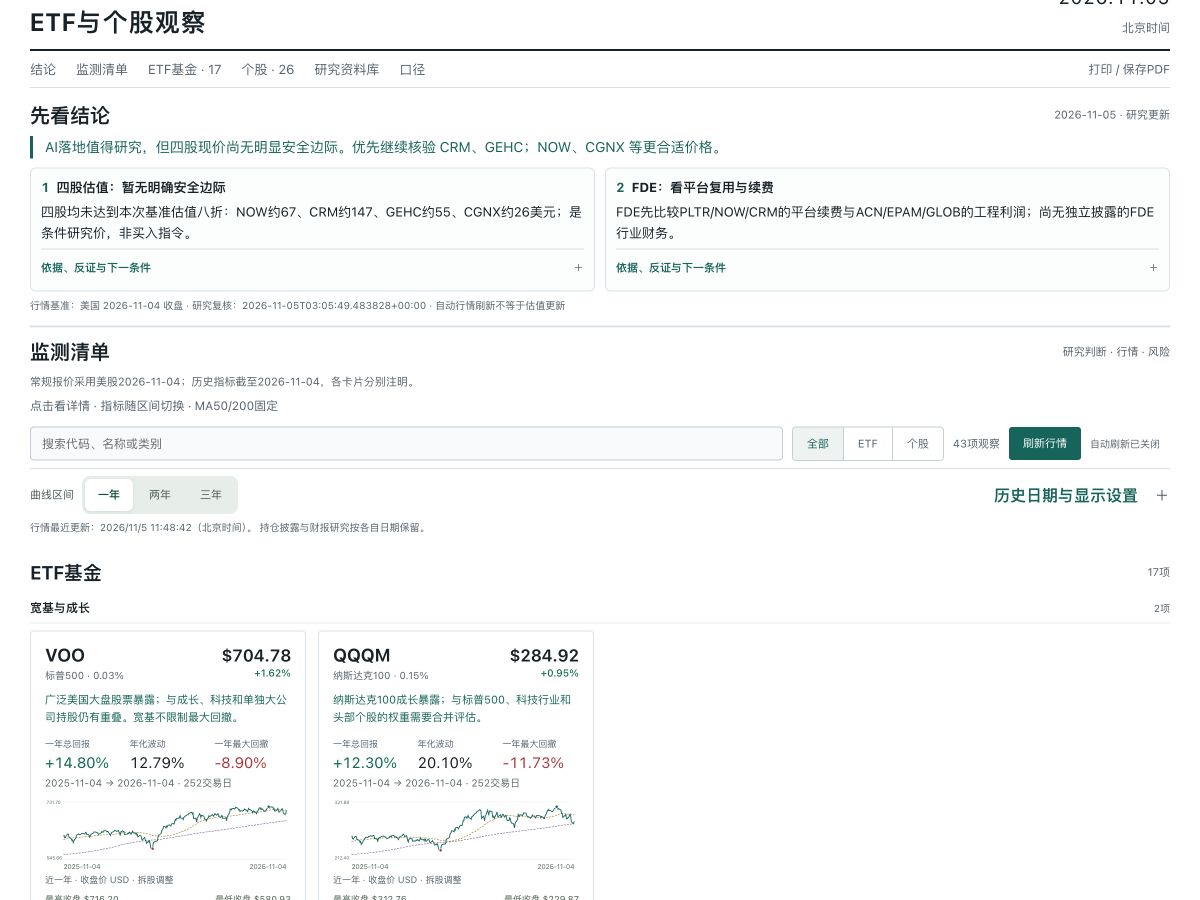 ETF与个股观察
2026.11.05
北京时间
结论 监测清单 ETF基金 · 17 个股 · 26 研究资料库 口径 打印 / 保存PDF
先看结论 2026-11-05 · 研究更新
AI落地值得研究，但四股现价尚无明显安全边际。优先继续核验 CRM、GEHC；NOW、CGNX 等更合适价格。
1 四股估值：暂无明确安全边际
四股均未达到本次基准估值八折：NOW约67、CRM约147、GEHC约55、CGNX约26美元；是
条件研究价，非买入指令。
依据、反证与下一条件 +
2 FDE：看平台复用与续费
FDE先比较PLTR/NOW/CRM的平台续费与ACN/EPAM/GLOB的工程利润；尚无独立披露的FDE
行业财务。
依据、反证与下一条件 +
行情基准：美国 2026-11-04 收盘 · 研究复核：2026-11-05T03:05:49.483828+00:00 · 自动行情刷新不等于估值更新
监测清单 研究判断 · 行情 · 风险
常规报价采用美股2026-11-04；历史指标截至2026-11-04，各卡片分别注明。
点击看详情 · 指标随区间切换 · MA50/200固定
搜索代码、名称或类别 全部 ETF 个股 43项观察 刷新行情 自动刷新已关闭
曲线区间 一年 两年 三年 历史日期与显示设置 +
行情最近更新：2026/11/5 11:48:42（北京时间）。 持仓披露与财报研究按各自日期保留。
ETF基金 17项
宽基与成长 2项
VOO $704.78
标普500 · 0.03% +1.62%
广泛美国大盘股票暴露；与成长、科技和单独大公
司持股仍有重叠。宽基不限制最大回撤。
一年总回报 年化波动 一年最大回撤
+14.80% 12.79% -8.90%
2025-11-04 → 2026-11-04 · 252交易日
2025-11-04 2026-11-04
近一年 · 收盘价 USD · 拆股调整
最高收盘 $716.20 最低收盘 $580.93
QQQM $284.92
纳斯达克100 · 0.15% +0.95%
纳斯达克100成长暴露；与标普500、科技行业和
头部个股的权重需要合并评估。
一年总回报 年化波动 一年最大回撤
+12.30% 20.10% -11.73%
2025-11-04 → 2026-11-04 · 252交易日
2025-11-04 2026-11-04
近一年 · 收盘价 USD · 拆股调整
最高收盘 $312.76 最低收盘 $229.87